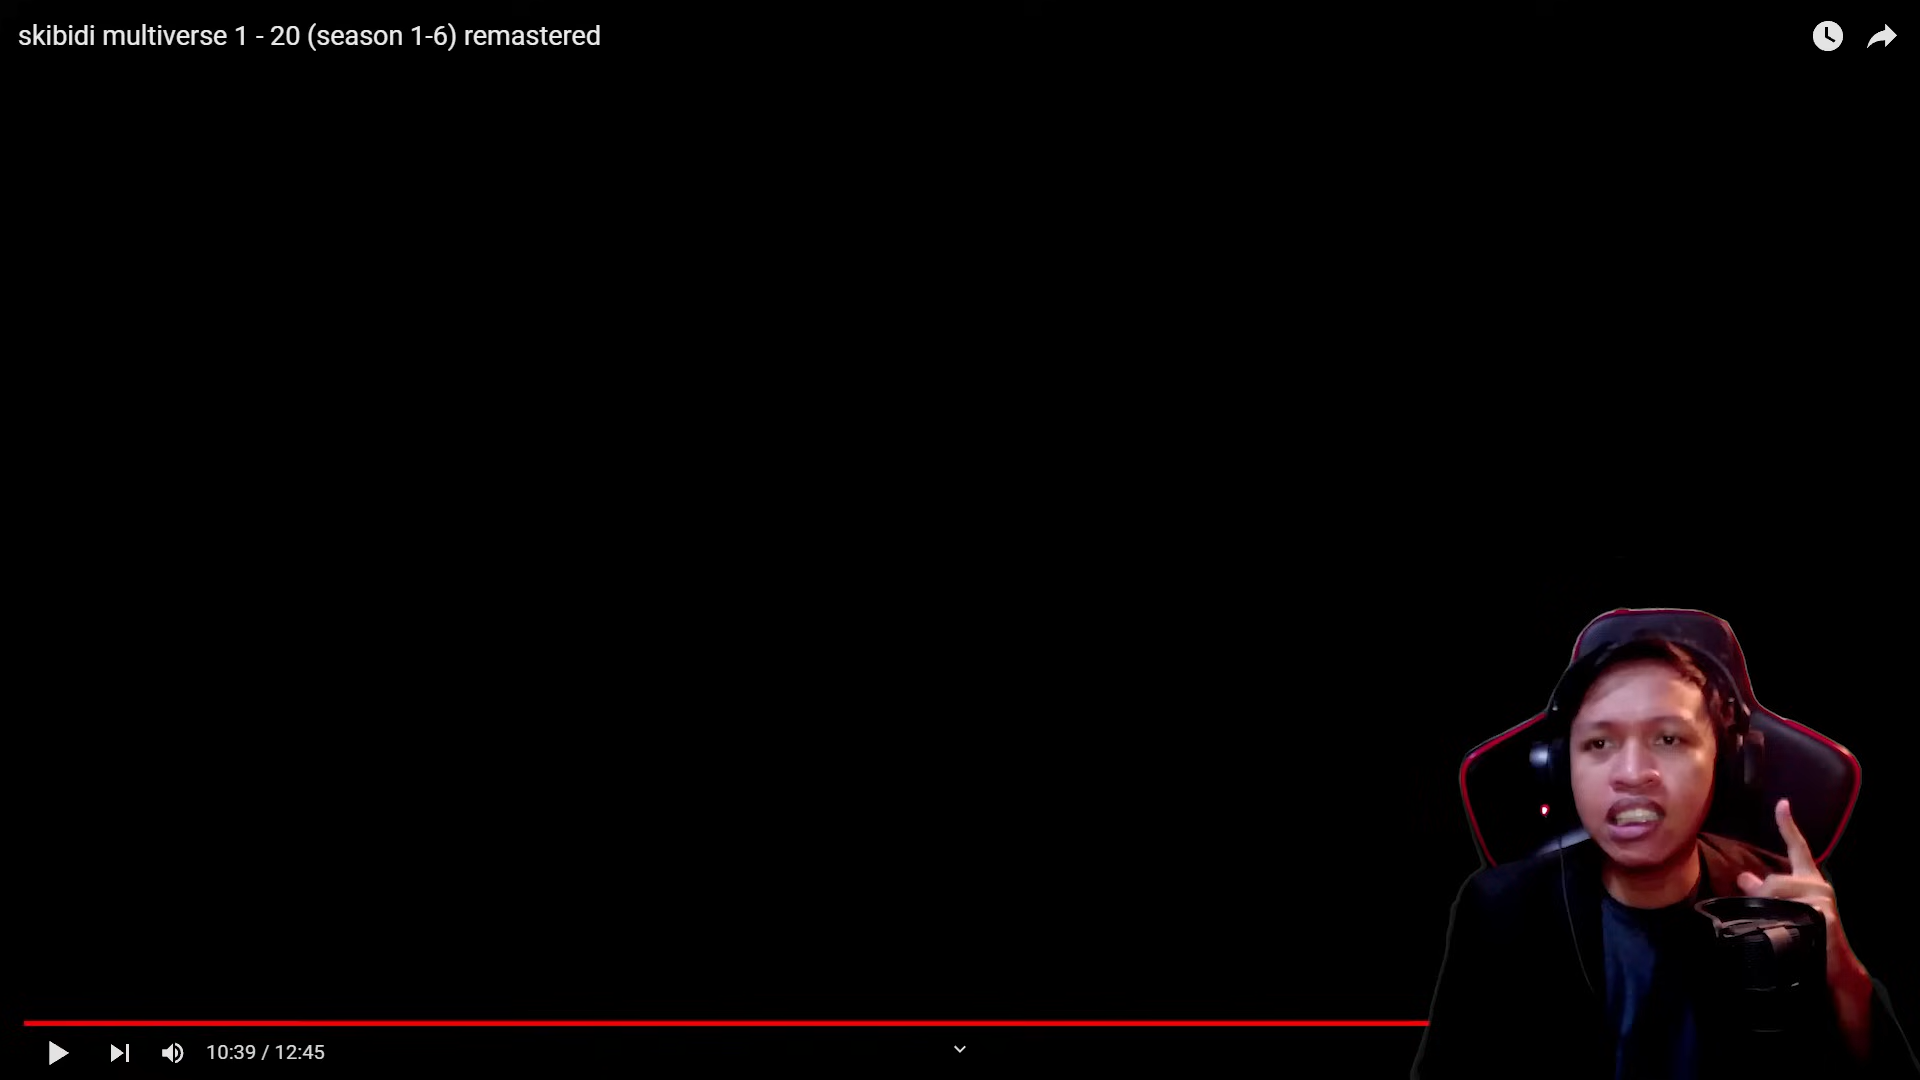 skibidi multiverse 1 - 20 (season 1-6) remastered
10:39 / 12:45